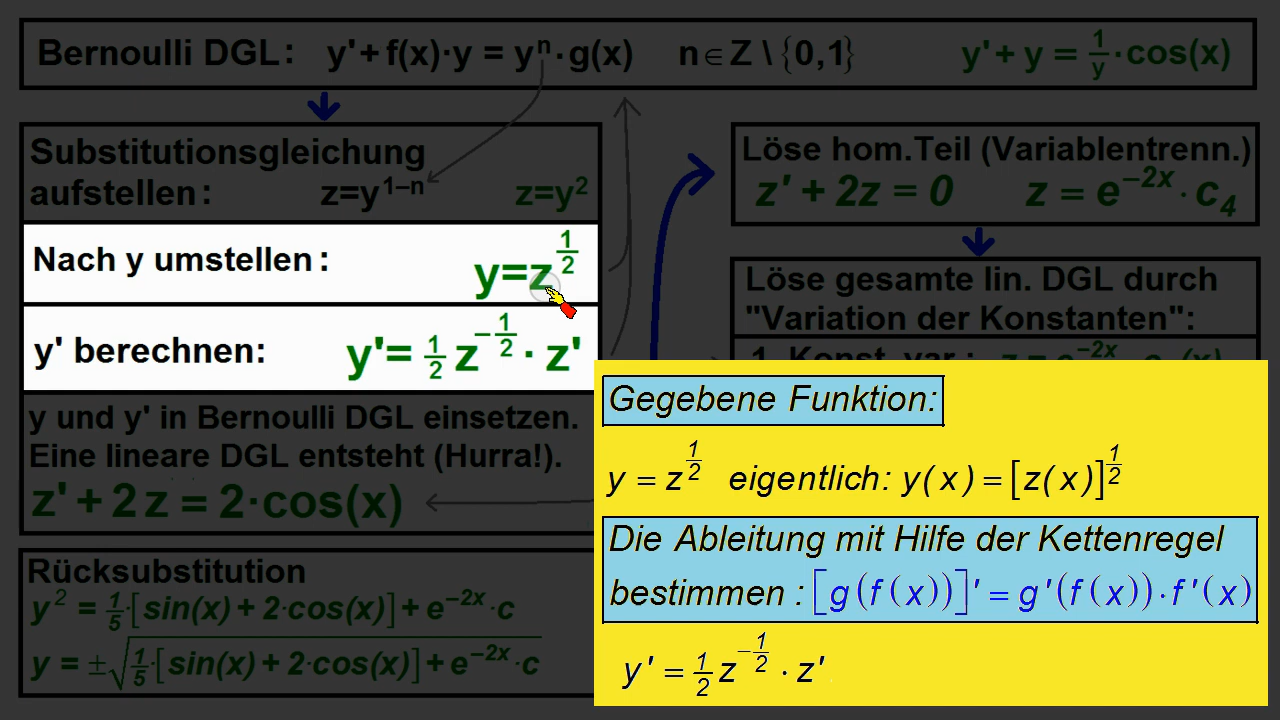 Bernoulli DGL: y'+f(x)·y = yⁿ·g(x) n∈Z \ {0,1} y'+y = 1/y·cos(x)
Substitutionsgleichung
aufstellen: z=y¹⁻ⁿ z=y²
Nach y umstellen: y=z^(1/2)
y' berechnen: y'= 1/2 z^(-1/2) · z'
y und y' in Bernoulli DGL einsetzen.
Eine lineare DGL entsteht (Hurra!).
z'+2z = 2·cos(x)
Rücksubstitution
y² = 1/5·[sin(x)+2·cos(x)]+e^(-2x)·c
y = ±√(1/5·[sin(x)+2·cos(x)]+e^(-2x)·c)
Löse hom.Teil (Variablentrenn.)
z'+2z = 0 z = e^(-2x)·c₄
Löse gesamte lin. DGL durch
"Variation der Konstanten":
Gegebene Funktion:
y = z^(1/2) eigentlich: y(x) = [z(x)]^(1/2)
Die Ableitung mit Hilfe der Kettenregel
bestimmen : [g(f(x))]' = g'(f(x))·f'(x)
y' = 1/2 z^(-1/2) · z'